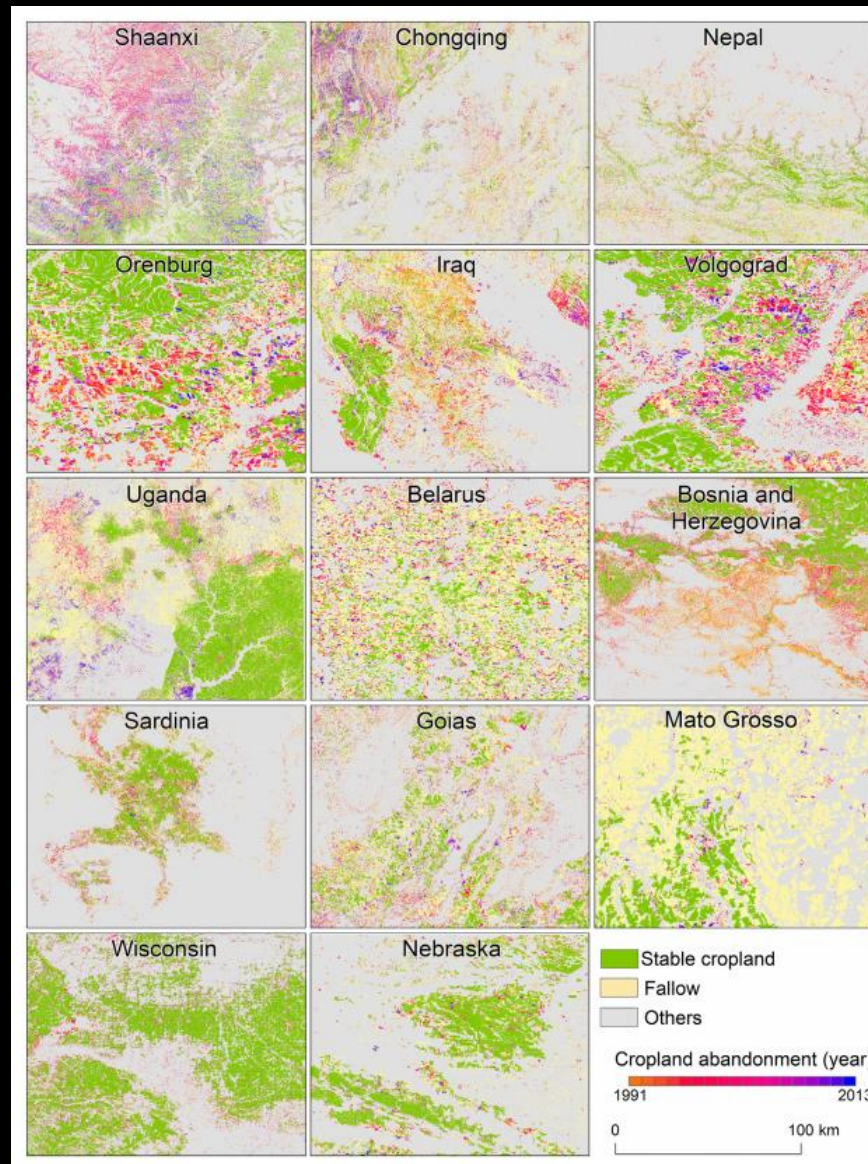 Shaanxi
Chongqing
Nepal
Orenburg
Iraq
Volgograd
Uganda
Belarus
Bosnia and
Herzegovina
Sardinia
Goias
Mato Grosso
Wisconsin
Nebraska
Stable cropland
Fallow
Others
Cropland abandonment (year
1991 2013
0 100 km